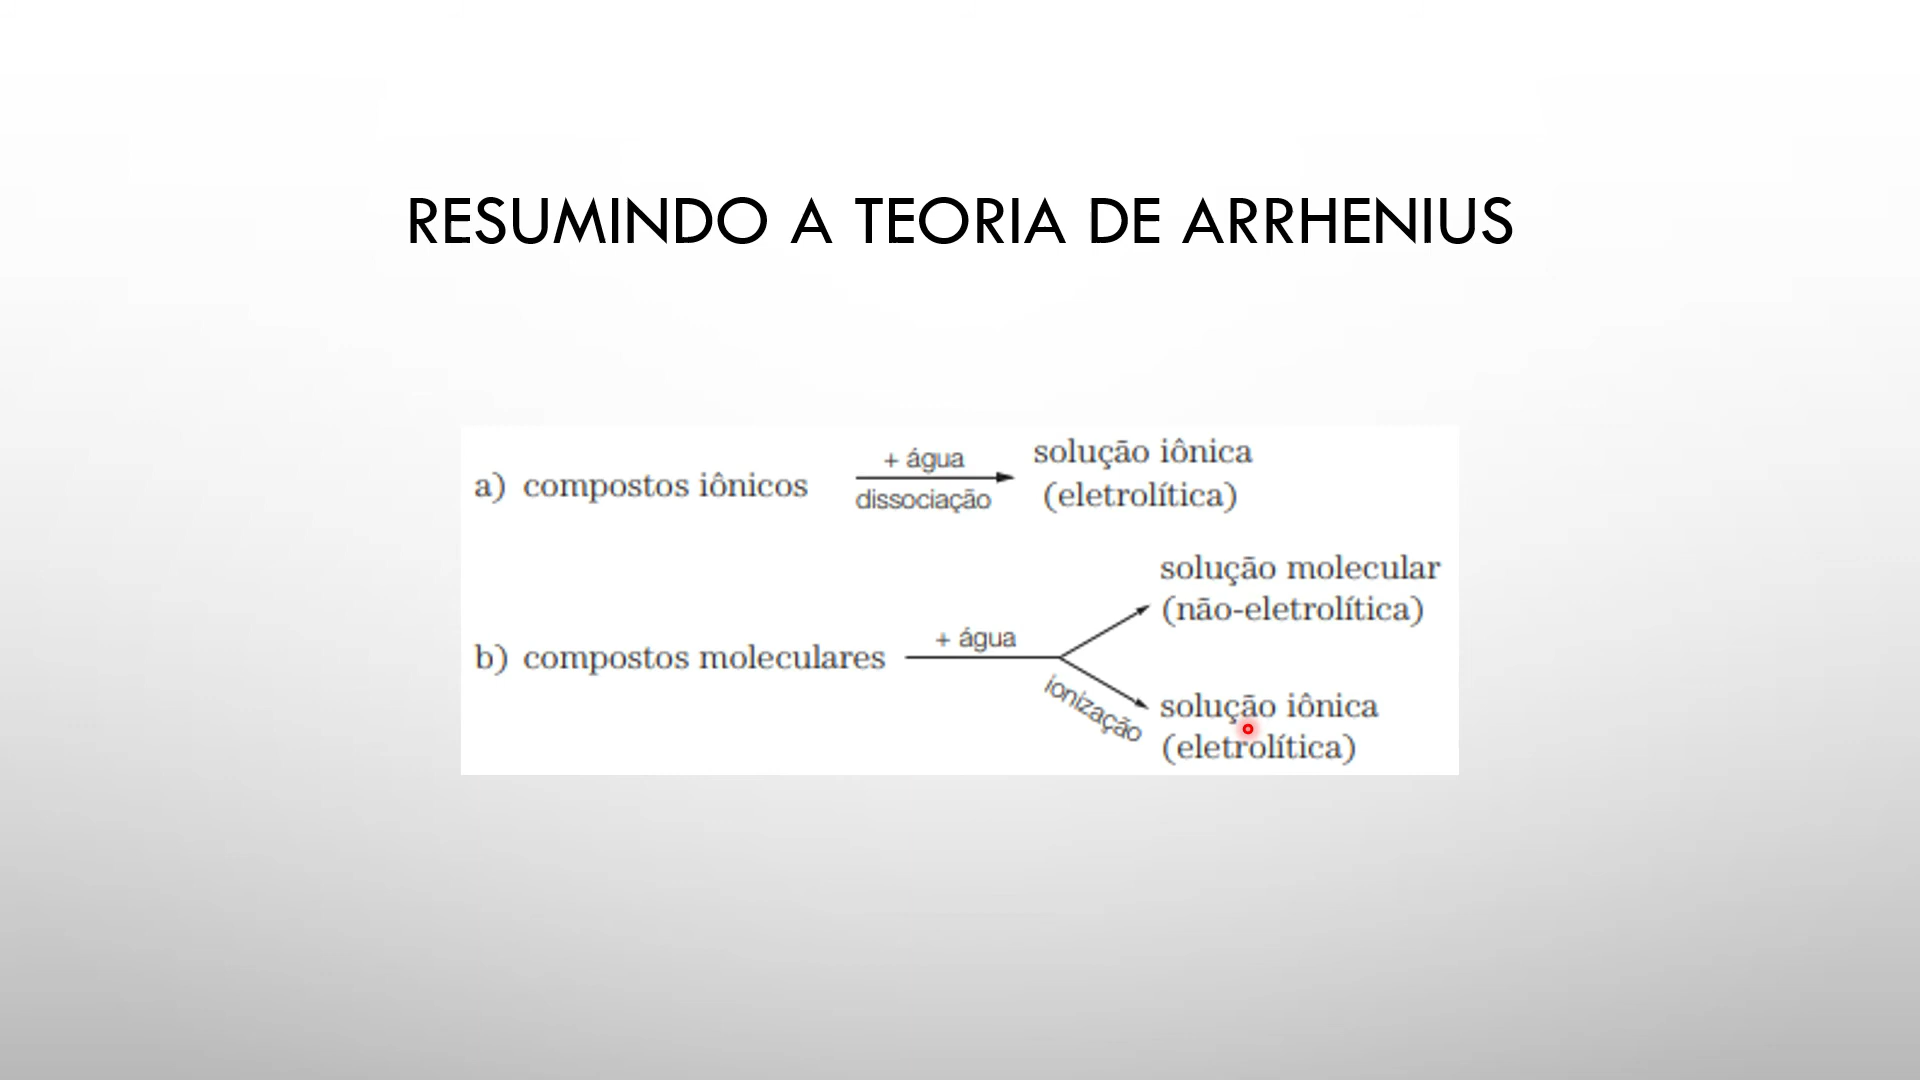 RESUMINDO A TEORIA DE ARRHENIUS
a) compostos iônicos + água dissociação solução iônica
(eletrolítica)
solução molecular
(não-eletrolítica)
b) compostos moleculares + água
ionização
solução iônica
(eletrolítica)